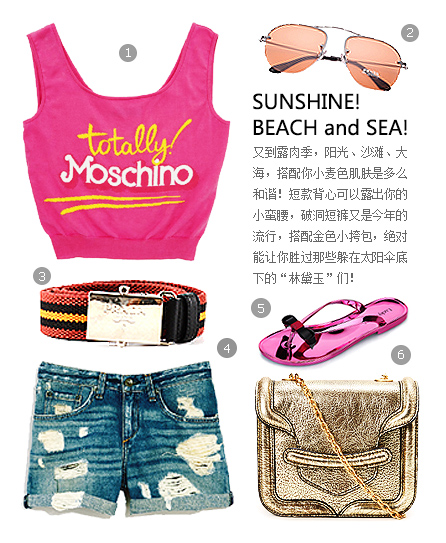 1
2
totally!
Moschino
SUNSHINE!
BEACH and SEA!
又到露肉季，阳光、沙滩、大
海，搭配你小麦色肌肤是多么
和谐！短款背心可以露出你的
小蛮腰，破洞短裤又是今年的
流行，搭配金色小挎包，绝对
能让你胜过那些躲在太阳伞底
下的“林黛玉”们！
3
4
5
6